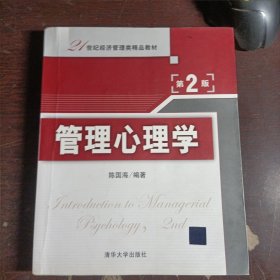 21世纪经济管理类精品教材
第2版
管理心理学
陈国海/编著
Introduction to Managerial
Psychology, 2nd
清华大学出版社